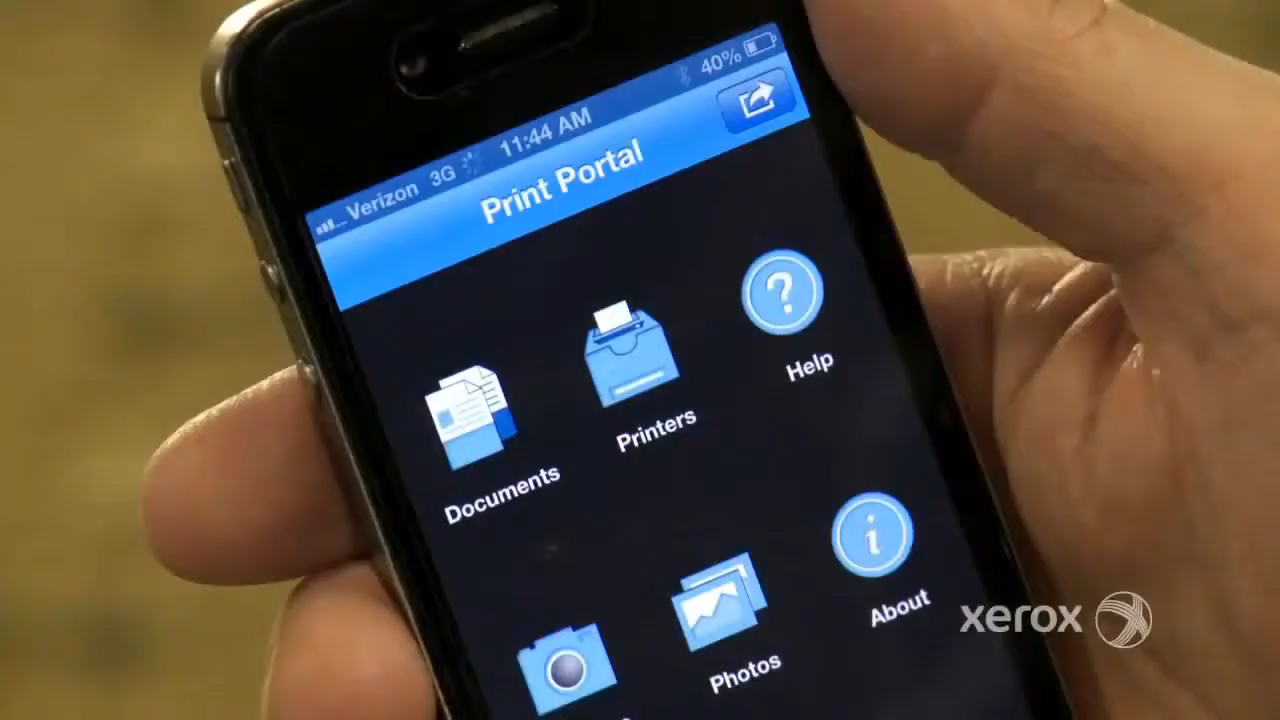 Verizon 3G 11:44 AM 40%
Print Portal
Documents
Printers
Help
Photos
About
xerox